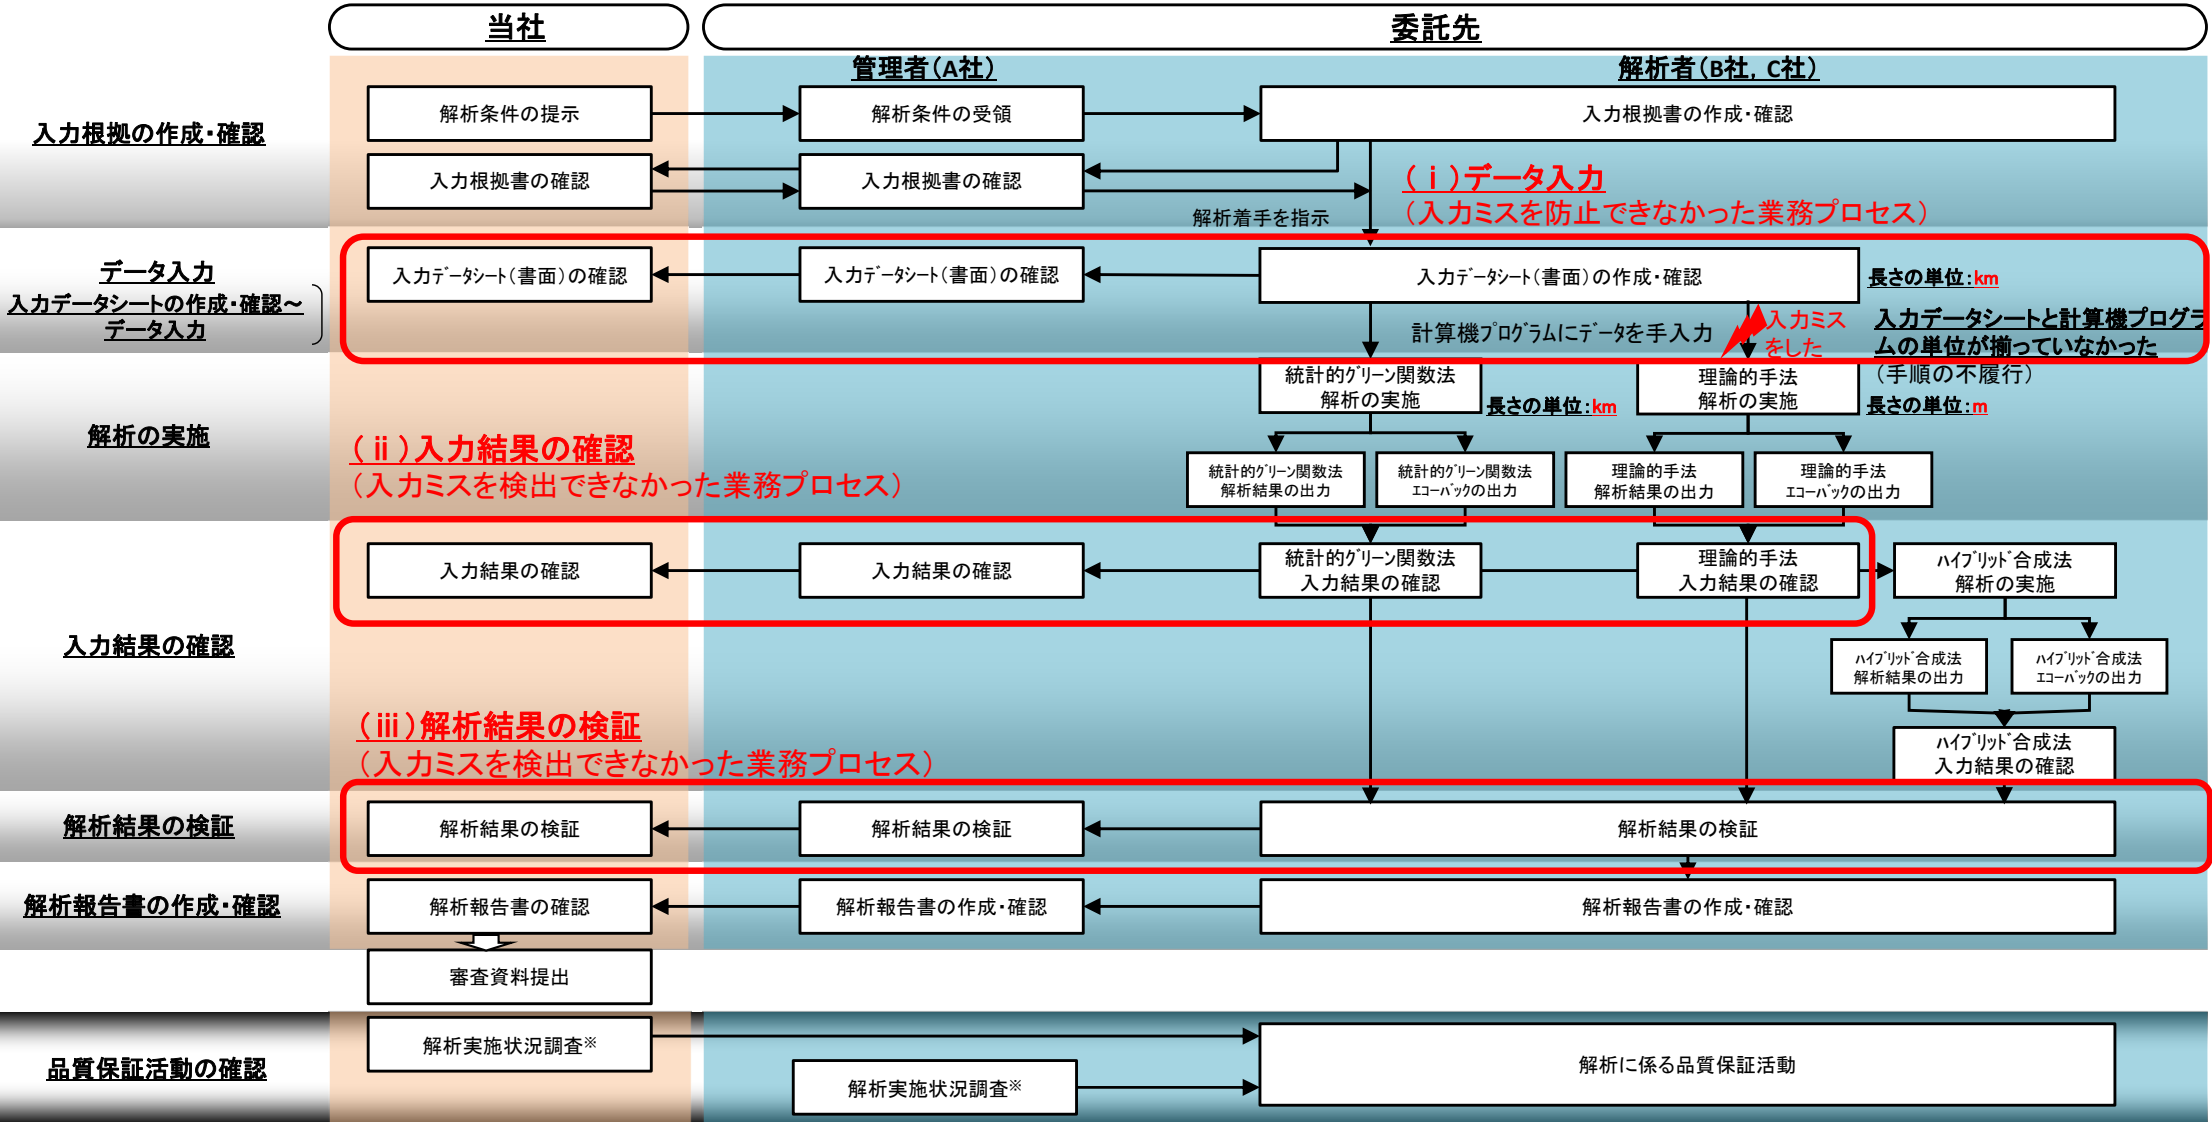 当社
委託先
管理者(A社)
解析者(B社，C社)
入力根拠の作成・確認
解析条件の提示
解析条件の受領
入力根拠書の作成・確認
入力根拠書の確認
入力根拠書の確認
解析着手を指示
(ⅰ)データ入力
(入力ミスを防止できなかった業務プロセス)
データ入力
入力データシートの作成・確認～
データ入力
入力ﾃﾞｰﾀｼｰﾄ(書面)の確認
入力ﾃﾞｰﾀｼｰﾄ(書面)の確認
入力ﾃﾞｰﾀｼｰﾄ(書面)の作成・確認
長さの単位：km
計算機ﾌﾟﾛｸﾞﾗﾑにﾃﾞｰﾀを手入力
入力ミス
をした
入力データシートと計算機プログラ
ムの単位が揃っていなかった
(手順の不履行)
解析の実施
統計的ｸﾞﾘｰﾝ関数法
解析の実施
長さの単位：km
理論的手法
解析の実施
長さの単位：m
(ⅱ)入力結果の確認
(入力ミスを検出できなかった業務プロセス)
統計的ｸﾞﾘｰﾝ関数法
解析結果の出力
統計的ｸﾞﾘｰﾝ関数法
ｴｺｰﾊﾞｯｸの出力
理論的手法
解析結果の出力
理論的手法
ｴｺｰﾊﾞｯｸの出力
入力結果の確認
入力結果の確認
入力結果の確認
統計的ｸﾞﾘｰﾝ関数法
入力結果の確認
理論的手法
入力結果の確認
ﾊｲﾌﾞﾘｯﾄﾞ合成法
解析の実施
ﾊｲﾌﾞﾘｯﾄﾞ合成法
解析結果の出力
ﾊｲﾌﾞﾘｯﾄﾞ合成法
ｴｺｰﾊﾞｯｸの出力
ﾊｲﾌﾞﾘｯﾄﾞ合成法
入力結果の確認
(ⅲ)解析結果の検証
(入力ミスを検出できなかった業務プロセス)
解析結果の検証
解析結果の検証
解析結果の検証
解析結果の検証
解析報告書の作成・確認
解析報告書の確認
解析報告書の作成・確認
解析報告書の作成・確認
審査資料提出
品質保証活動の確認
解析実施状況調査※
解析実施状況調査※
解析に係る品質保証活動